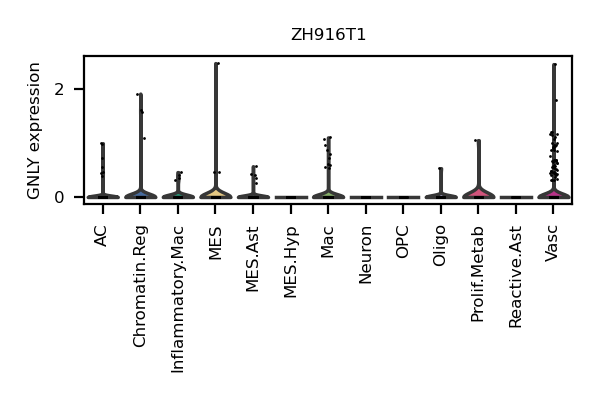 ZH916T1
GNLY expression
2
0
AC
Chromatin.Reg
Inflammatory.Mac
MES
MES.Ast
MES.Hyp
Mac
Neuron
OPC
Oligo
Prolif.Metab
Reactive.Ast
Vasc